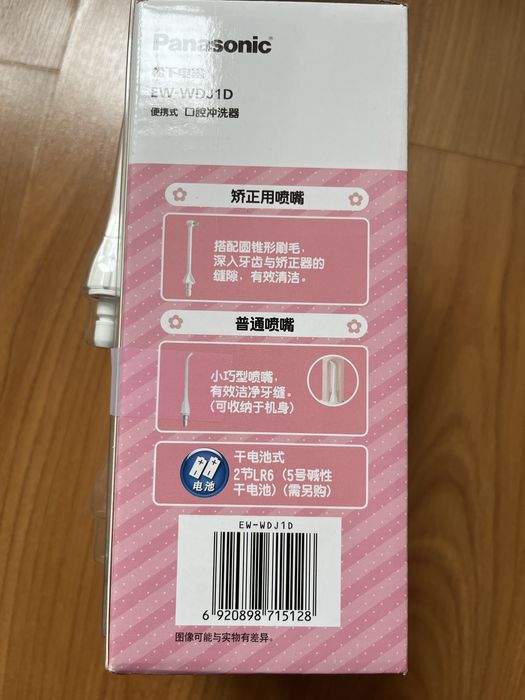 Panasonic
松下电器
EW-WDJ1D
便携式 口腔冲洗器
矫正用喷嘴
搭配圆锥形刷毛，
深入牙齿与矫正器的
缝隙，有效清洁。
普通喷嘴
小巧型喷嘴，
有效洁净牙缝。
（可收纳于机身）
电池
干电池式
2节LR6（5号碱性
干电池）（需另购）
EW-WDJ1D
6 920898 715128
图像可能与实物有差异。